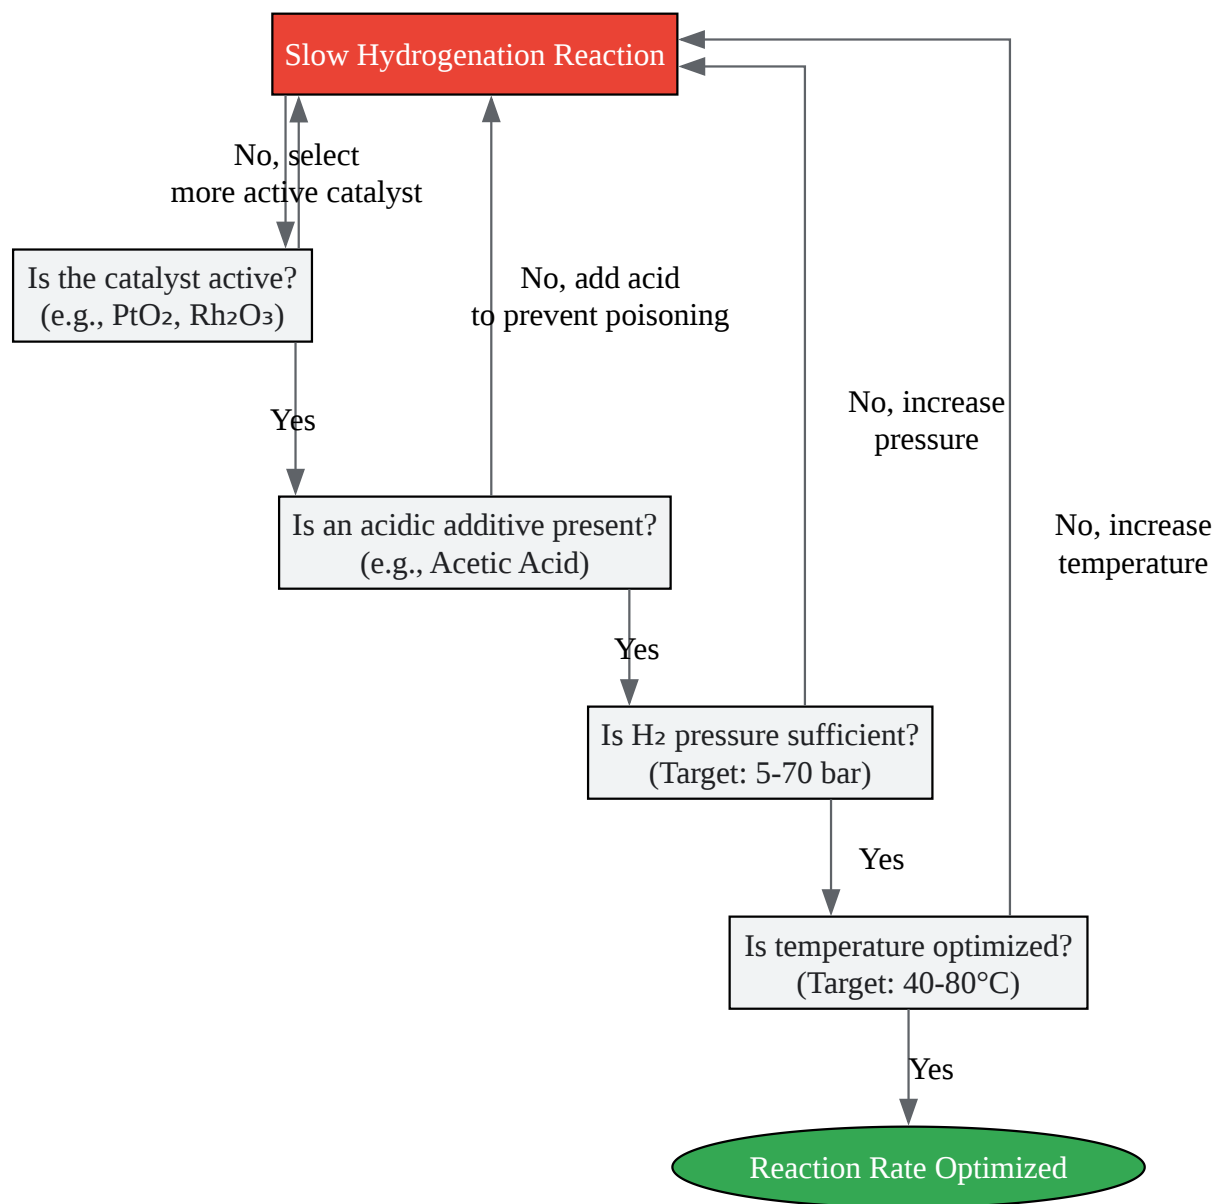 Slow Hydrogenation Reaction
No, select
more active catalyst
Is the catalyst active?
(e.g., PtO₂, Rh₂O₃)
No, add acid
to prevent poisoning
Yes
No, increase
pressure
Is an acidic additive present?
(e.g., Acetic Acid)
No, increase
temperature
Yes
Is H₂ pressure sufficient?
(Target: 5-70 bar)
Yes
Is temperature optimized?
(Target: 40-80°C)
Yes
Reaction Rate Optimized